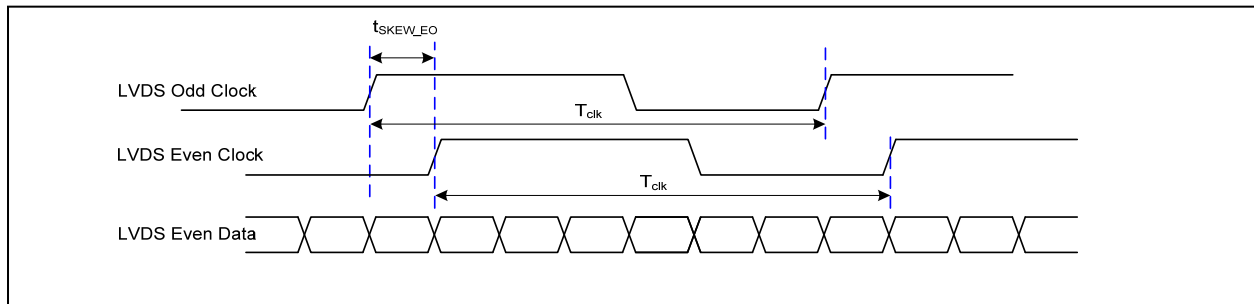 tSKEW_EO
LVDS Odd Clock
Tclk
LVDS Even Clock
Tclk
LVDS Even Data